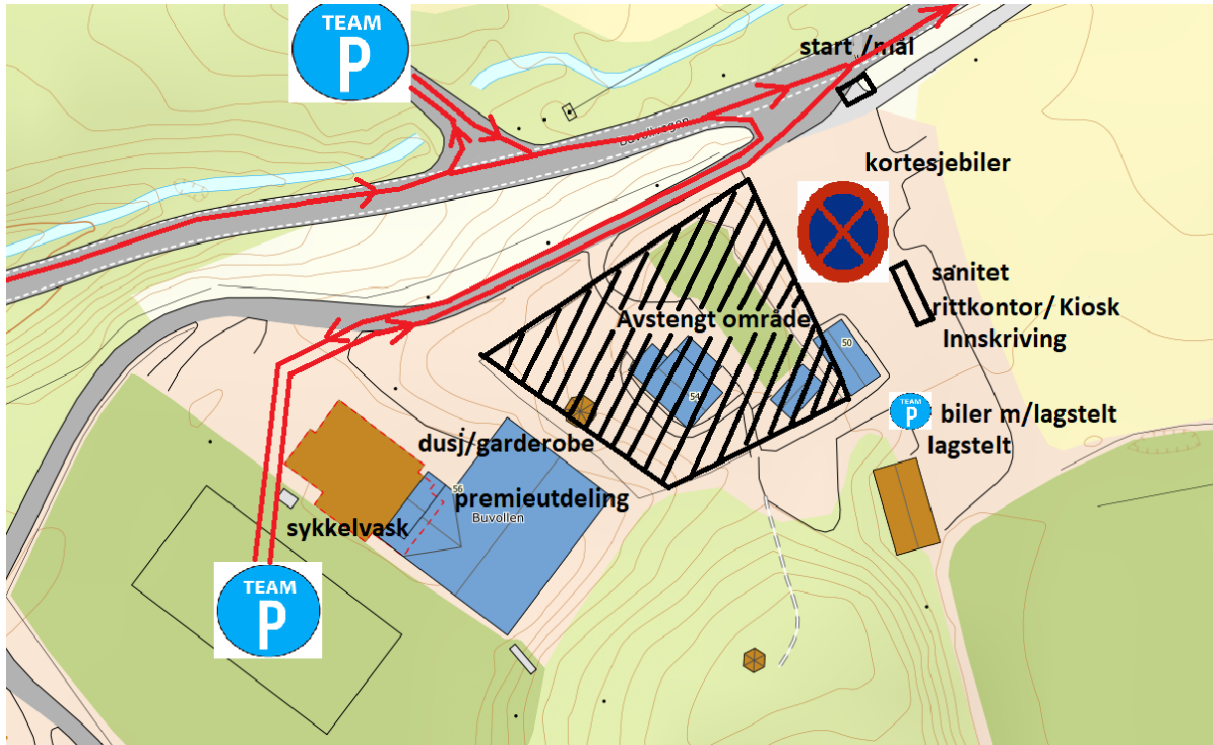 TEAM
P
start /mål
Buvollvegen
kortesjebiler
sanitet
rittkontor/ Kiosk
Innskriving
Avstengt område
50
54
TEAM
P
biler m/lagstelt
lagstelt
dusj/garderobe
56
premieutdeling
Buvollen
sykkelvask
TEAM
P